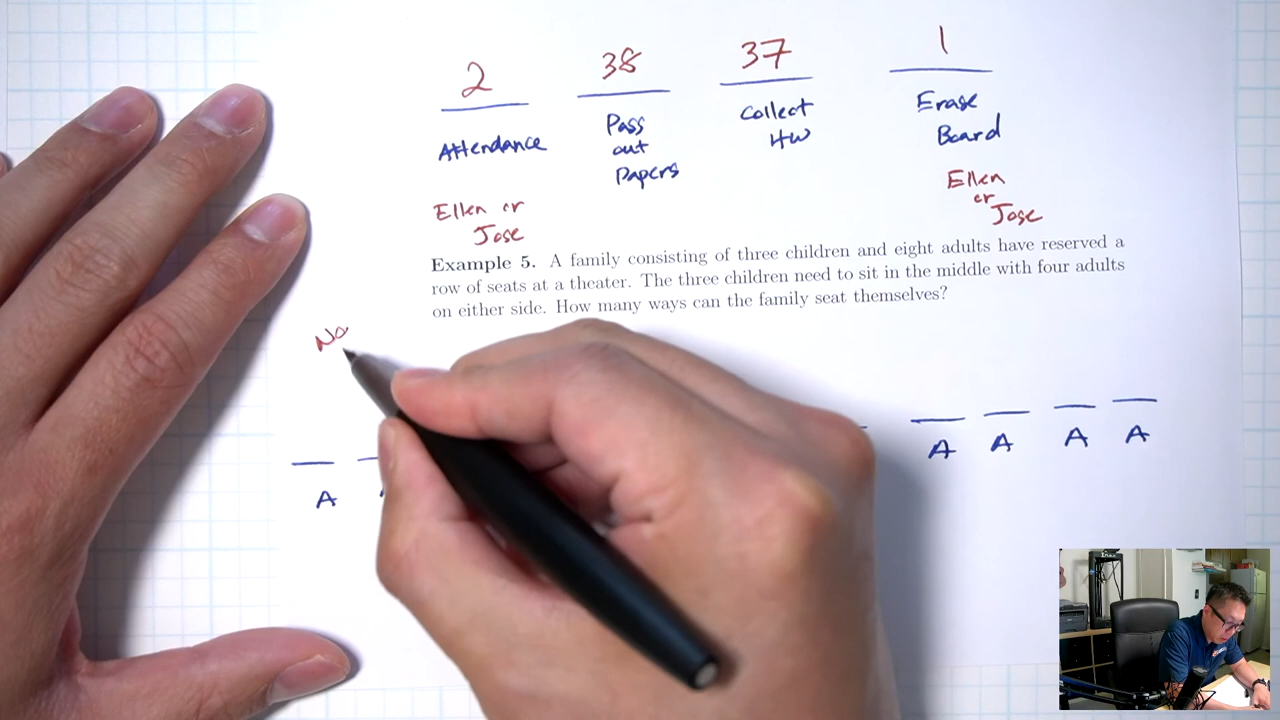 2 38 37 1
Attendance Pass out Papers Collect HW Erase Board
Ellen or Jose Ellen or Jose
Example 5. A family consisting of three children and eight adults have reserved a
row of seats at a theater. The three children need to sit in the middle with four adults
on either side. How many ways can the family seat themselves?
No
A A A A A